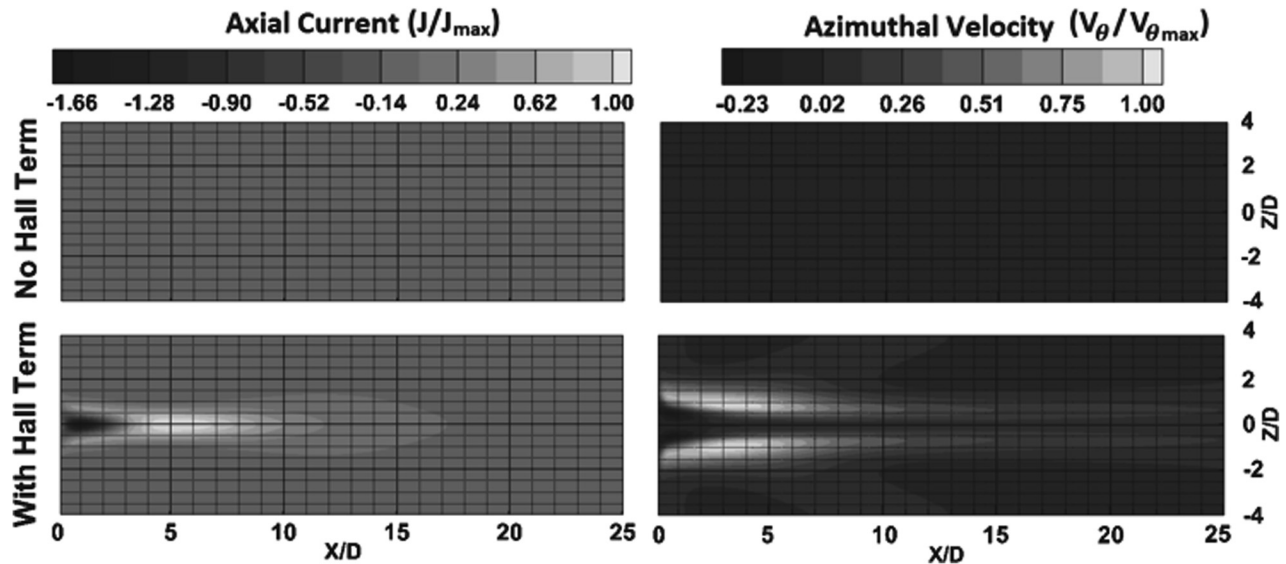 Axial Current (J/Jmax)
Azimuthal Velocity (Vθ/Vθmax)
-1.66 -1.28 -0.90 -0.52 -0.14 0.24 0.62 1.00
-0.23 0.02 0.26 0.51 0.75 1.00
No Hall Term
4
2
0
-2
-4
Z/D
With Hall Term
4
2
0
-2
-4
Z/D
0 5 10 15 20 25
X/D
0 5 10 15 20 25
X/D